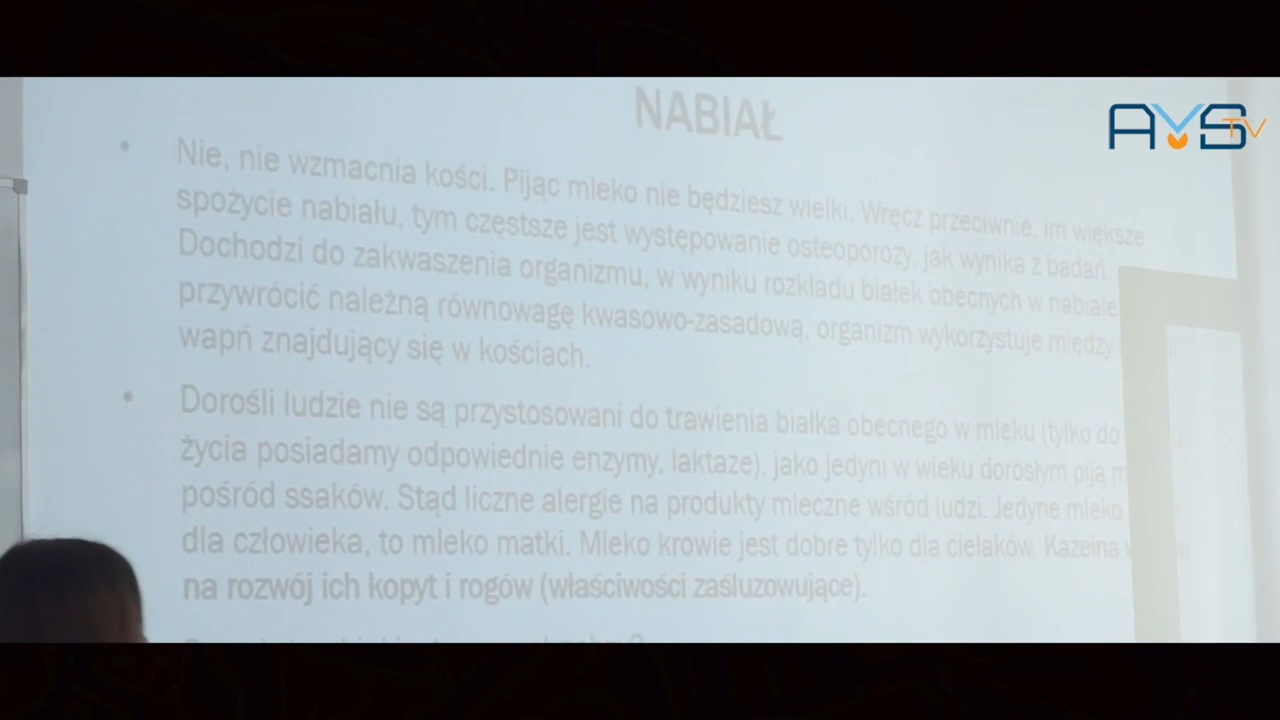 NABIAŁ
AVS TV
• Nie, nie wzmacnia kości. Pijąc mleko nie będziesz wielki. Wręcz przeciwnie, im większe
spożycie nabiału, tym częstsze jest występowanie osteoporozy, jak wynika z badań.
Dochodzi do zakwaszenia organizmu, w wyniku rozkładu białek obecnych w nabiale
przywrócić należną równowagę kwasowo-zasadową, organizm wykorzystuje między
wapń znajdujący się w kościach.
• Dorośli ludzie nie są przystosowani do trawienia białka obecnego w mleku (tylko do
życia posiadamy odpowiednie enzymy, laktaze), jako jedyni w wieku dorosłym piją
pośród ssaków. Stąd liczne alergie na produkty mleczne wśród ludzi. Jedyne mleko
dla człowieka, to mleko matki. Mleko krowie jest dobre tylko dla cielaków. Kazeina
na rozwój ich kopyt i rogów (właściwości zaśluzowujące).